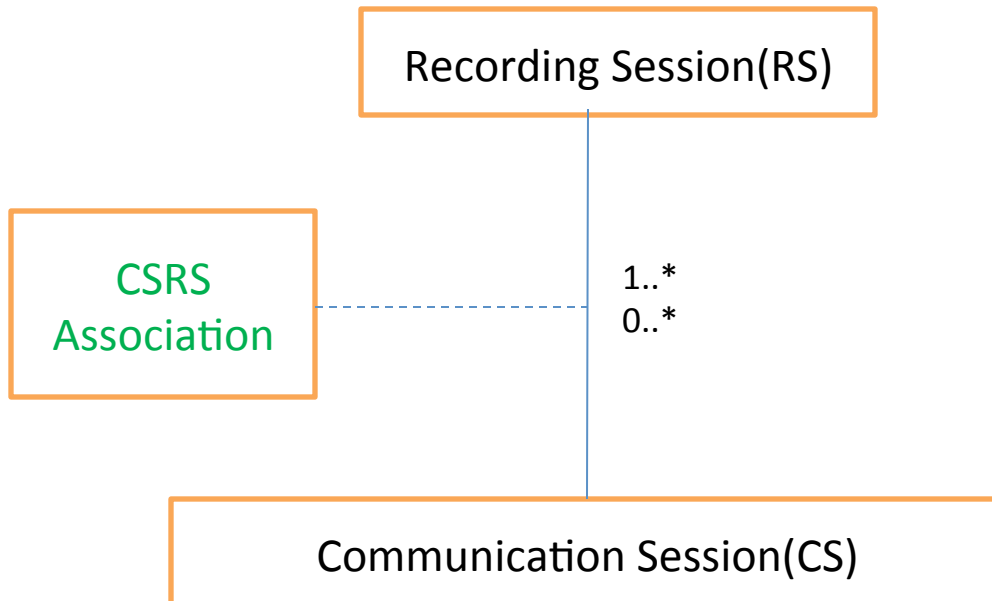 Recording Session(RS)
CSRS
Association
1..*
0..*
Communication Session(CS)